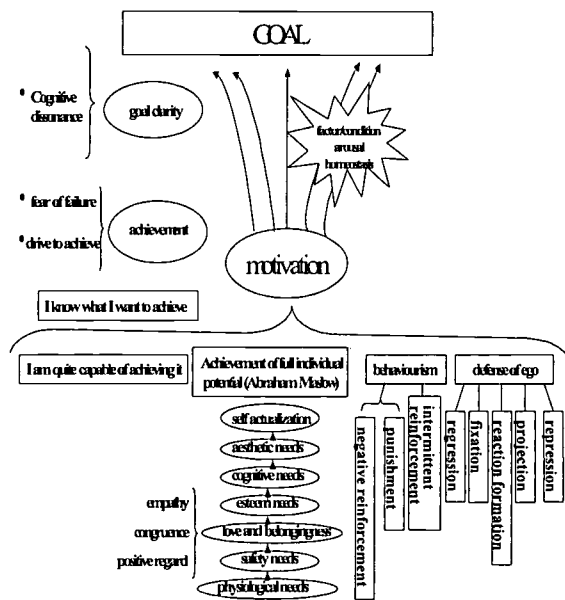 GOAL
• Cognitive
dissonance
goal clarity
factor/condition
arousal
homeostasis
• fear of failure
• drive to achieve
achievement
motivation
I know what I want to achieve
I am quite capable of achieving it
Achievement of full individual
potential (Abraham Maslow)
behaviourism
defense of ego
self actualization
aesthetic needs
cognitive needs
esteem needs
love and belongingness
safety needs
physiological needs
empathy
congruence
positive regard
negative reinforcement
punishment
intermittent
reinforcement
regression
fixation
reaction formation
projection
repression